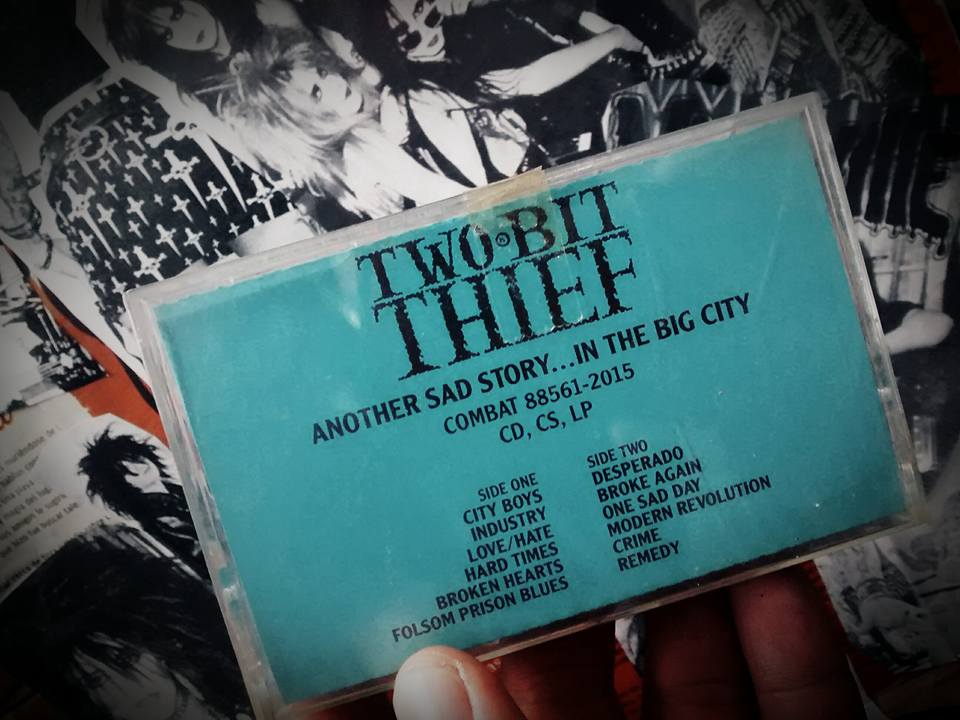 TWO·BIT
THIEF
ANOTHER SAD STORY...IN THE BIG CITY
COMBAT 88561-2015
CD, CS, LP
SIDE ONE
CITY BOYS
INDUSTRY
LOVE/HATE
HARD TIMES
BROKEN HEARTS
FOLSOM PRISON BLUES
SIDE TWO
DESPERADO
BROKE AGAIN
ONE SAD DAY
MODERN REVOLUTION
CRIME
REMEDY